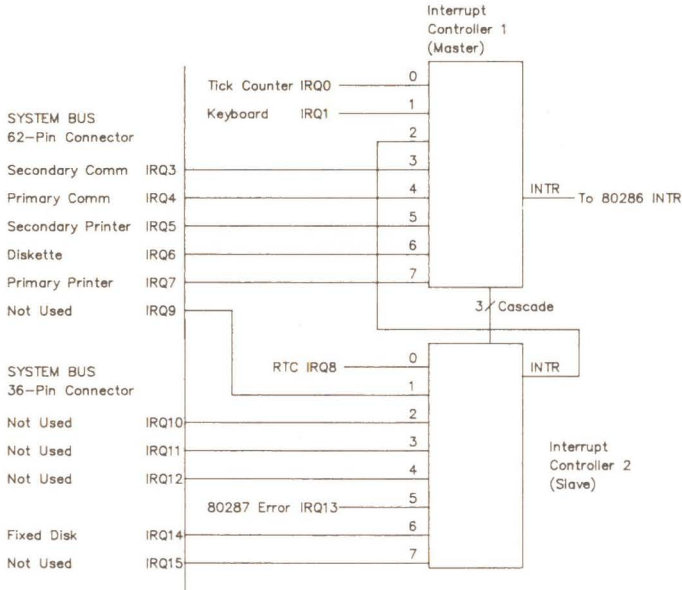 Interrupt
Controller 1
(Master)
Tick Counter IRQ0 0
Keyboard IRQ1 1
SYSTEM BUS
62-Pin Connector
2
Secondary Comm IRQ3 3
Primary Comm IRQ4 4
INTR
To 80286 INTR
Secondary Printer IRQ5 5
Diskette IRQ6 6
Primary Printer IRQ7 7
Not Used IRQ9
3 Cascade
SYSTEM BUS
36-Pin Connector
RTC IRQ8 0
INTR
1
Not Used IRQ10 2
Not Used IRQ11 3
Not Used IRQ12 4
Interrupt
Controller 2
(Slave)
80287 Error IRQ13 5
Fixed Disk IRQ14 6
Not Used IRQ15 7